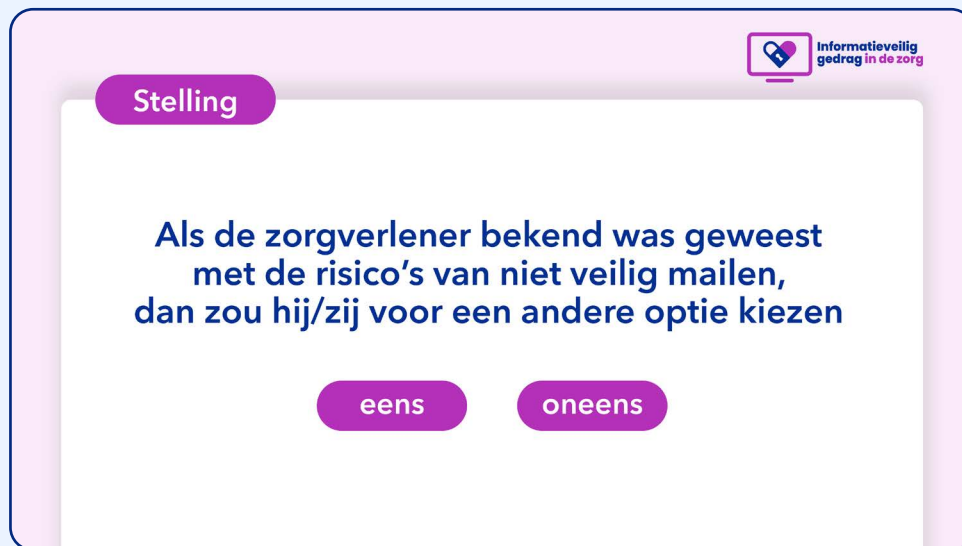 Informatieveilig
gedrag in de zorg
Stelling
Als de zorgverlener bekend was geweest
met de risico’s van niet veilig mailen,
dan zou hij/zij voor een andere optie kiezen
eens
oneens